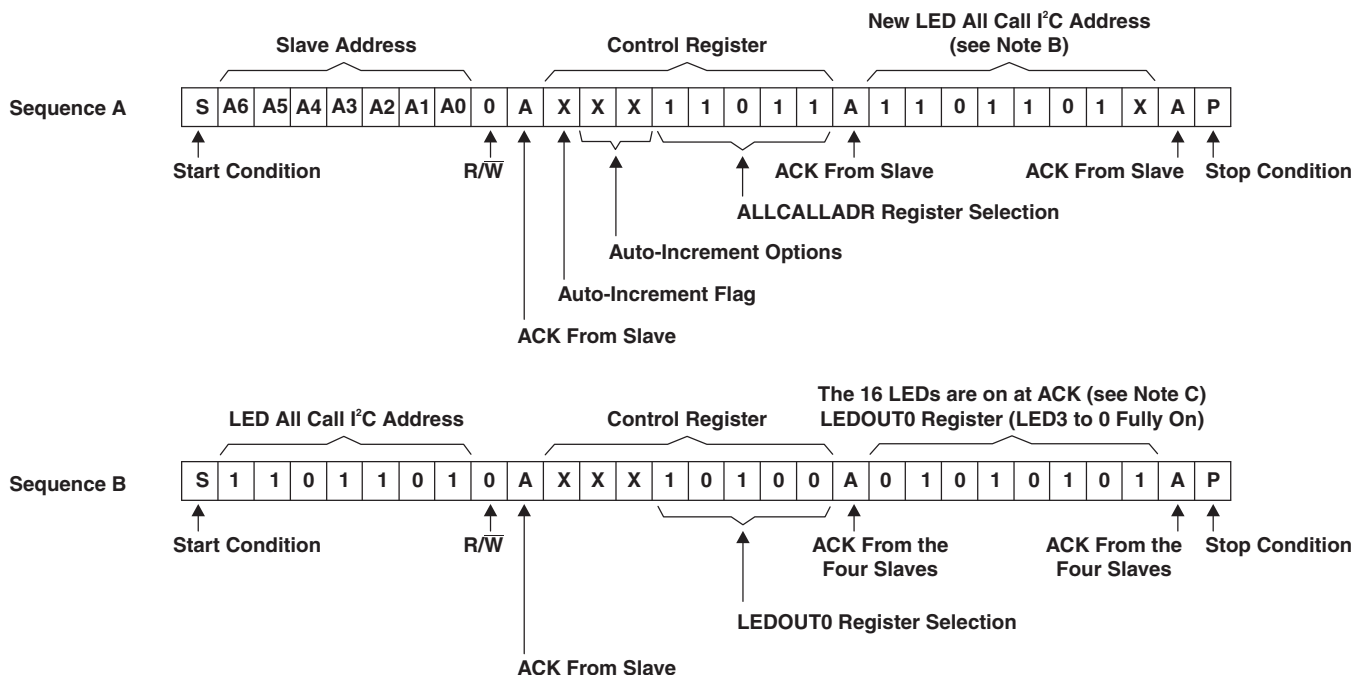 New LED All Call I²C Address
(see Note B)
Slave Address
Control Register
Sequence A
S A6 A5 A4 A3 A2 A1 A0 0 A X X X 1 1 0 1 1 A 1 1 0 1 1 0 1 X A P
Start Condition
R/W̅
ACK From Slave
ACK From Slave
Stop Condition
ALLCALLADR Register Selection
Auto-Increment Options
Auto-Increment Flag
ACK From Slave
The 16 LEDs are on at ACK (see Note C)
LED All Call I²C Address
Control Register
LEDOUT0 Register (LED3 to 0 Fully On)
Sequence B
S 1 1 0 1 1 0 1 0 A X X X 1 0 1 0 0 A 0 1 0 1 0 1 0 1 A P
Start Condition
R/W̅
ACK From the
Four Slaves
ACK From the
Four Slaves
Stop Condition
LEDOUT0 Register Selection
ACK From Slave